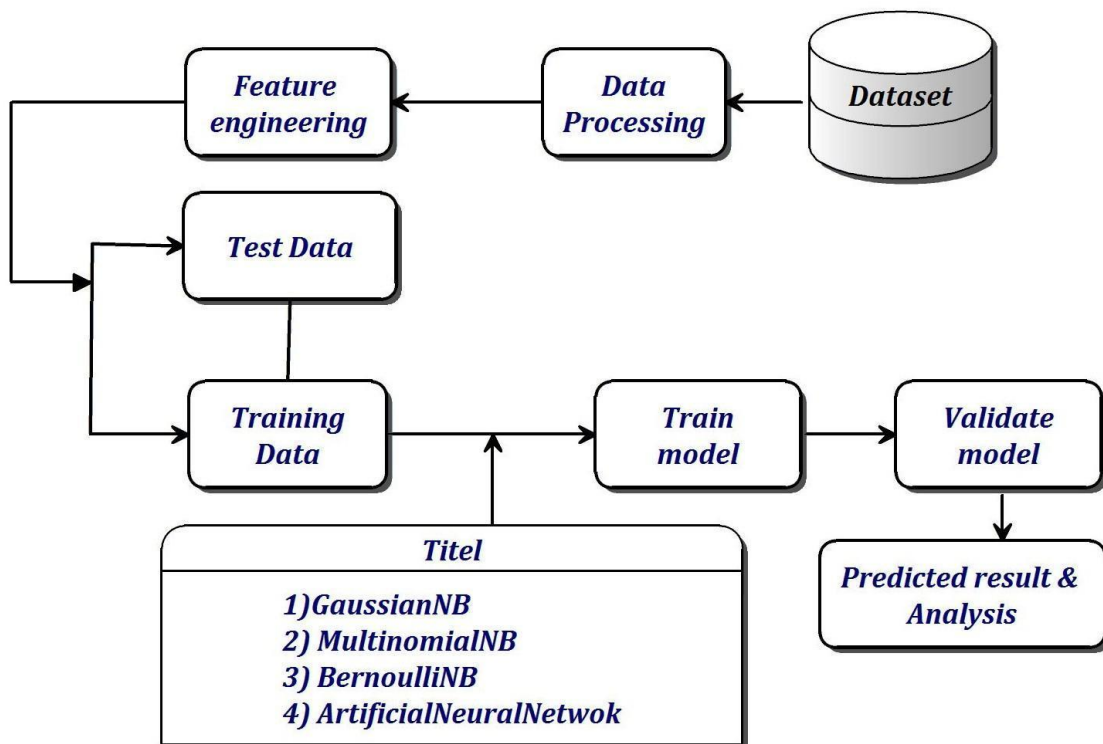 Feature
engineering
Data
Processing
Dataset
Test Data
Training
Data
Train
model
Validate
model
Titel
1)GaussianNB
2) MultinomialNB
3) BernoulliNB
4) ArtificialNeuralNetwok
Predicted result &
Analysis